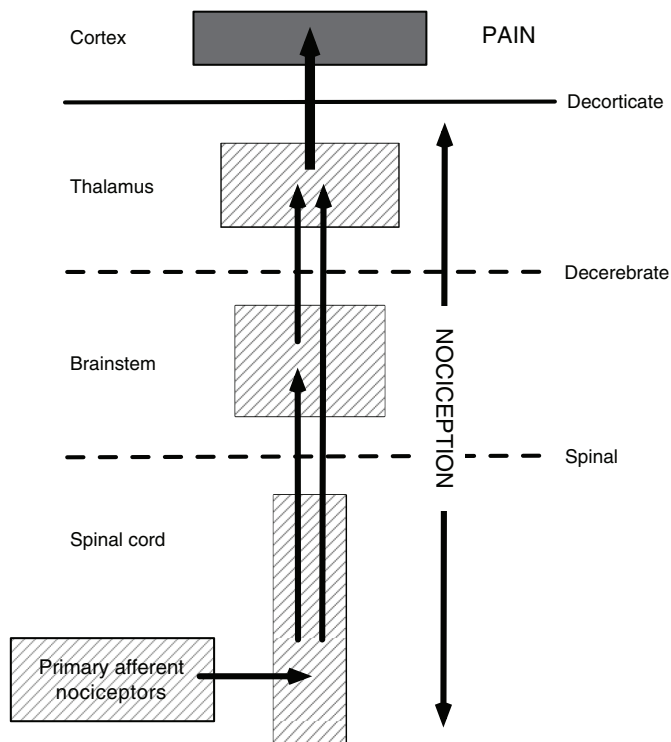 Cortex
PAIN
Decorticate
Thalamus
Decerebrate
Brainstem
NOCICEPTION
Spinal
Spinal cord
Primary afferent
nociceptors